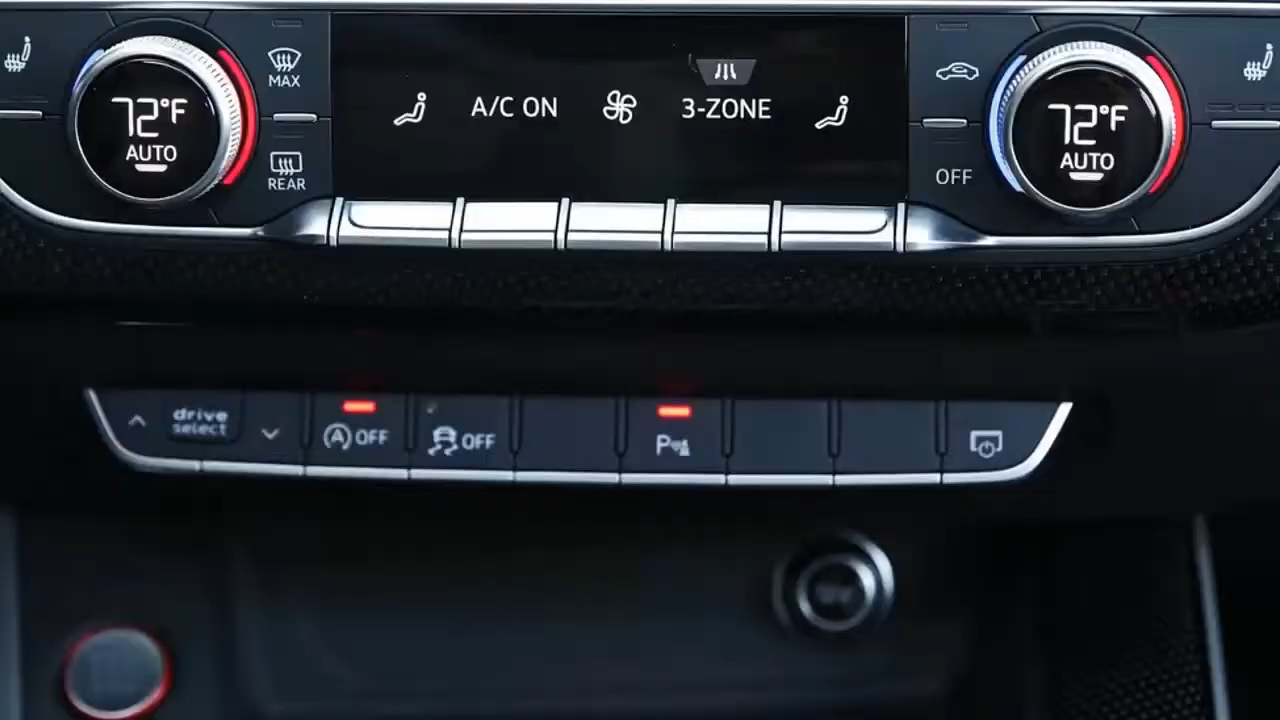 MAX
72°F
AUTO
REAR
A/C ON
3-ZONE
72°F
AUTO
OFF
drive
select
A OFF
OFF
P